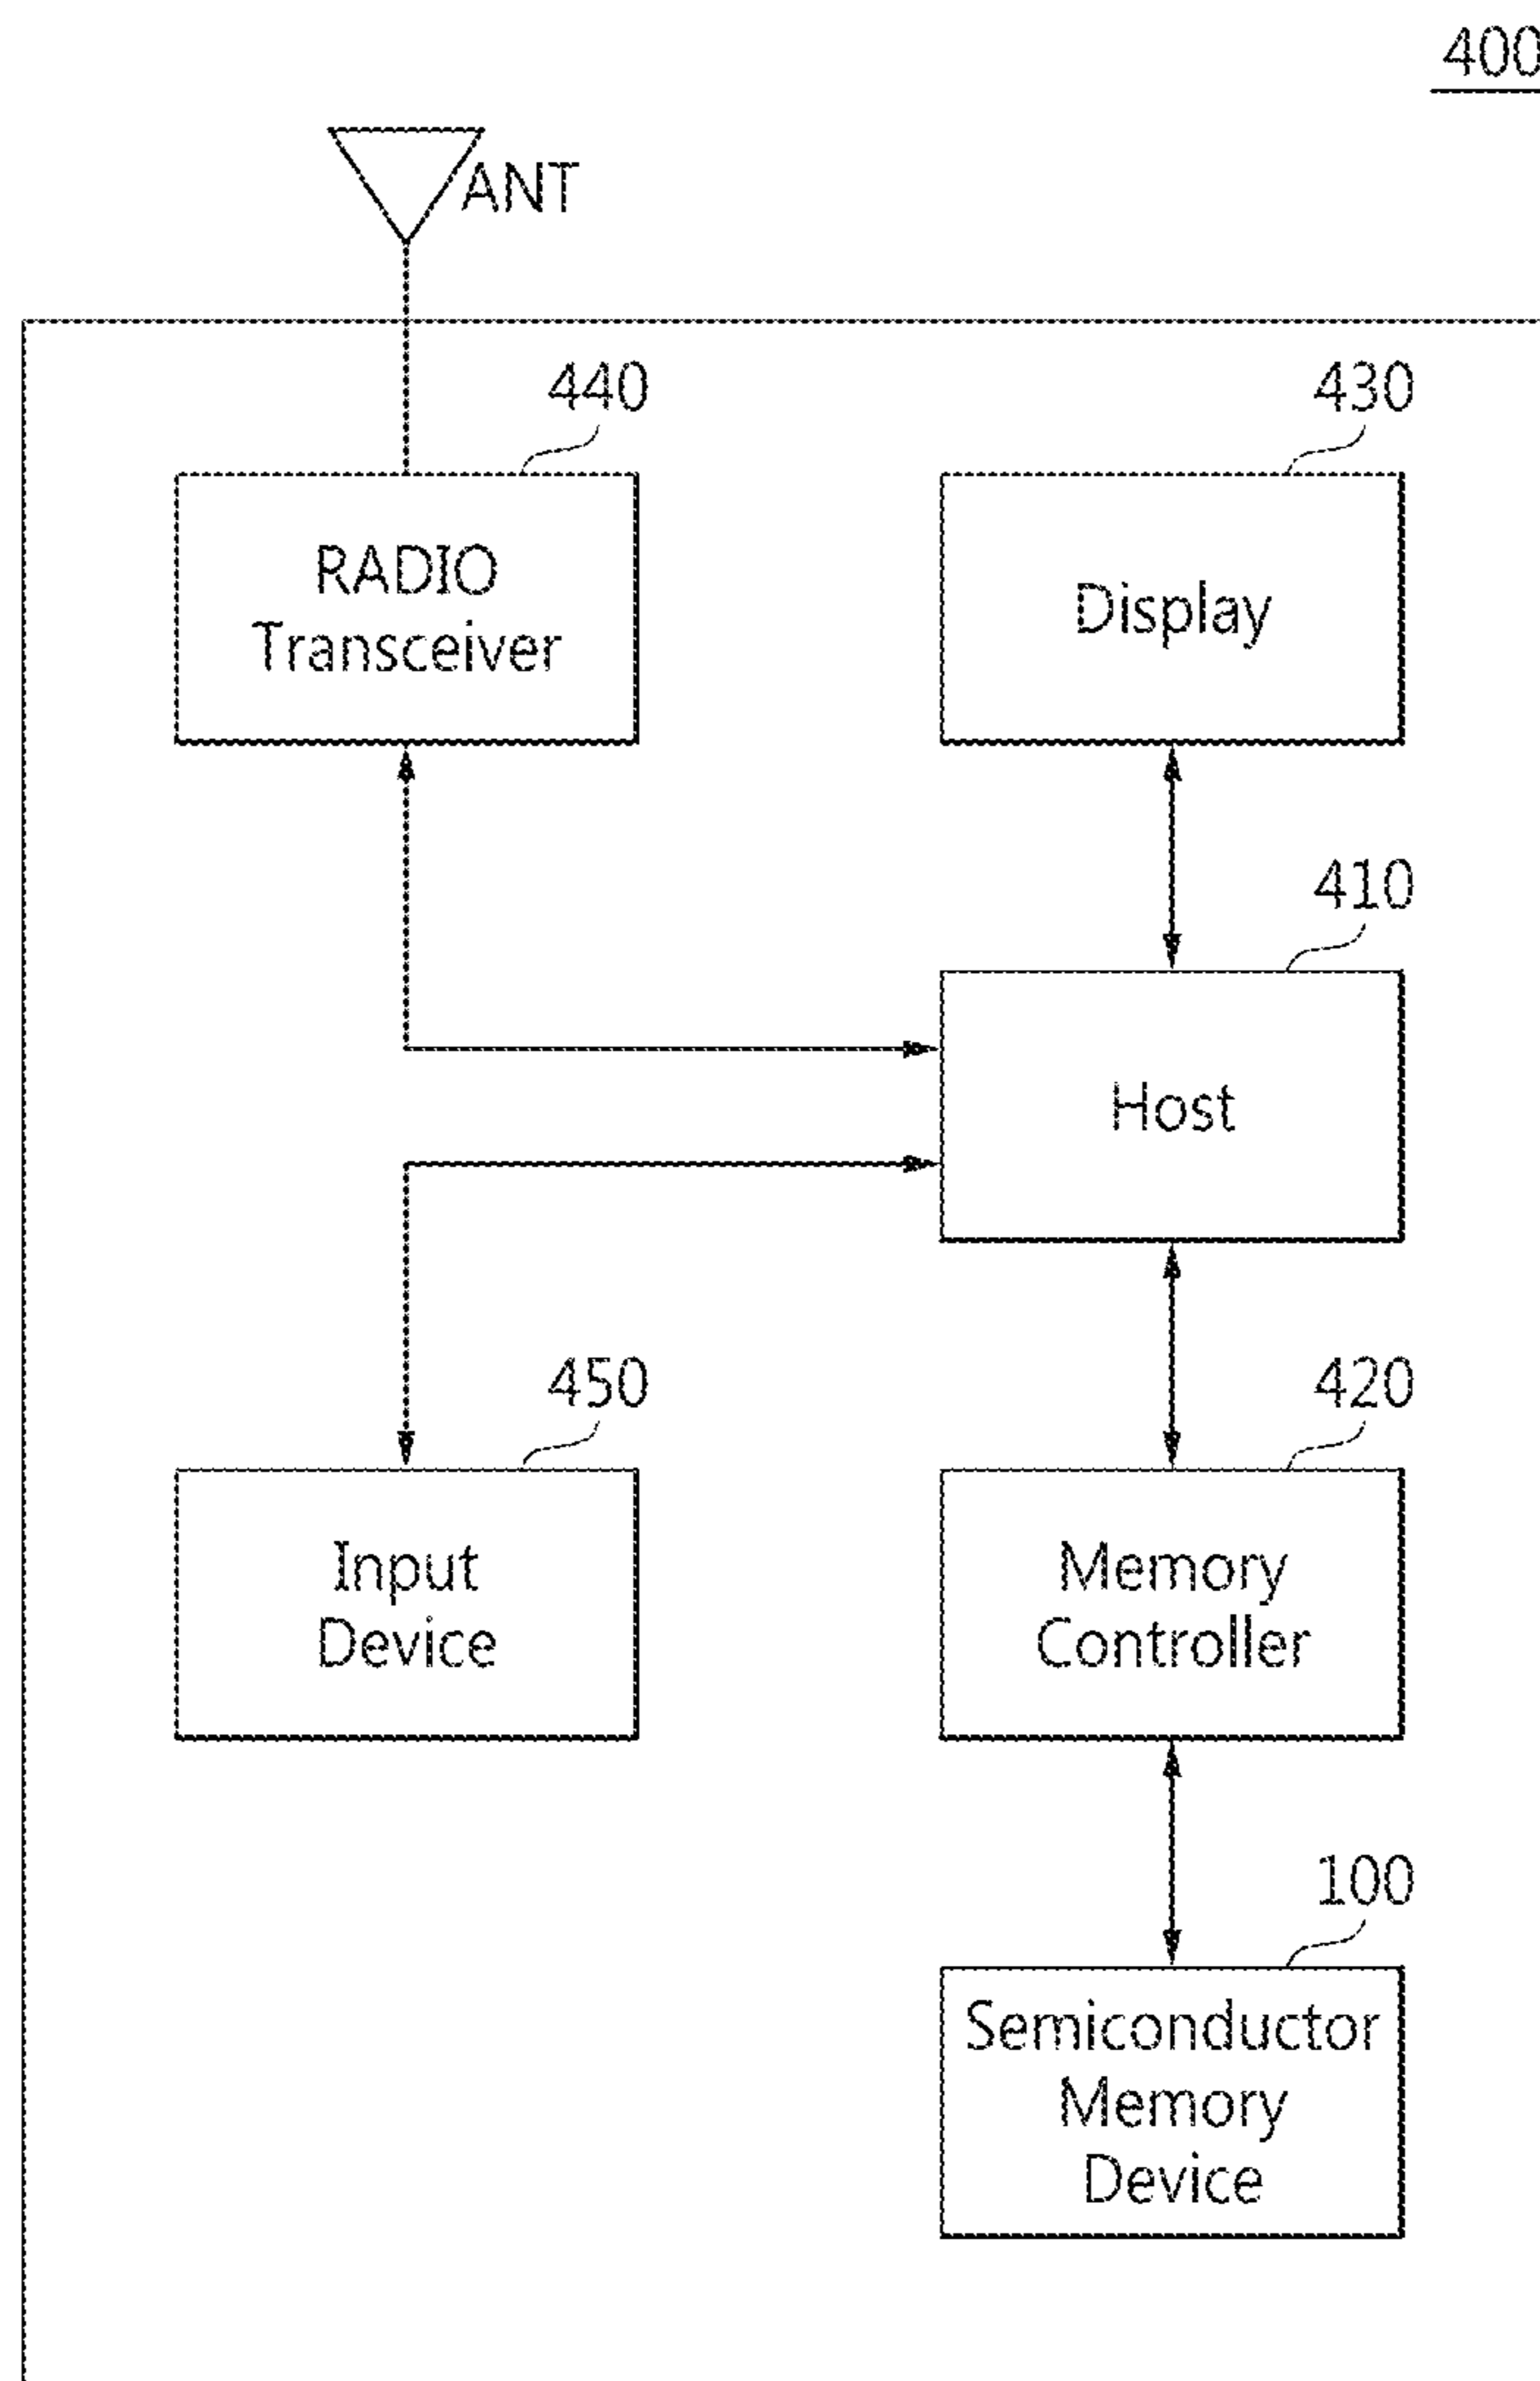 400
ANT
440
430
RADIO
Transceiver
Display
410
Host
450
420
Input
Device
Memory
Controller
100
Semiconductor
Memory
Device